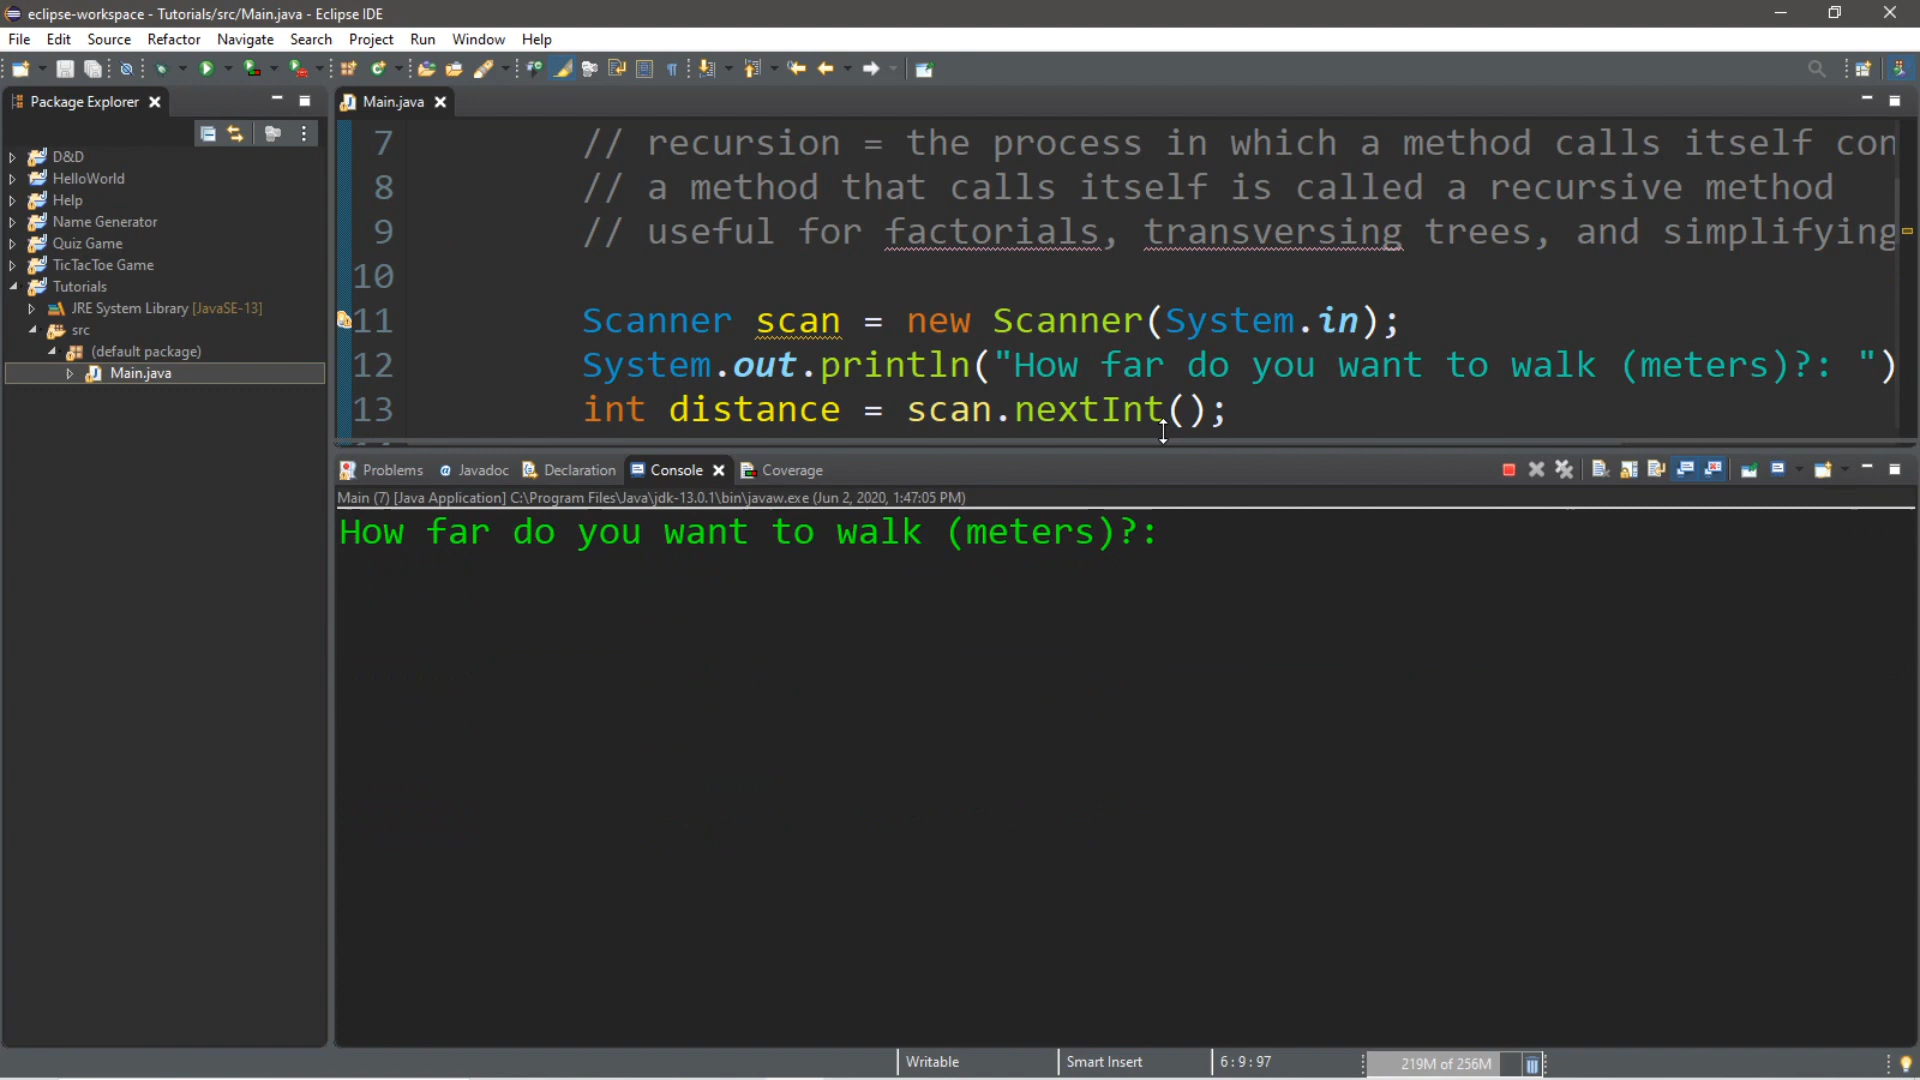 eclipse-workspace - Tutorials/src/Main.java - Eclipse IDE
File Edit Source Refactor Navigate Search Project Run Window Help
Package Explorer
Main.java
D&D
HelloWorld
Help
Name Generator
Quiz Game
TicTacToe Game
Tutorials
JRE System Library [JavaSE-13]
src
(default package)
Main.java
7 // recursion = the process in which a method calls itself con
8 // a method that calls itself is called a recursive method
9 // useful for factorials, transversing trees, and simplifying
10
11 Scanner scan = new Scanner(System.in);
12 System.out.println("How far do you want to walk (meters)?: ")
13 int distance = scan.nextInt();
Problems @ Javadoc Declaration Console Coverage
Main (7) [Java Application] C:\Program Files\Java\jdk-13.0.1\bin\javaw.exe (Jun 2, 2020, 1:47:05 PM)
How far do you want to walk (meters)?:
Writable Smart Insert 6 : 9 : 97 219M of 256M